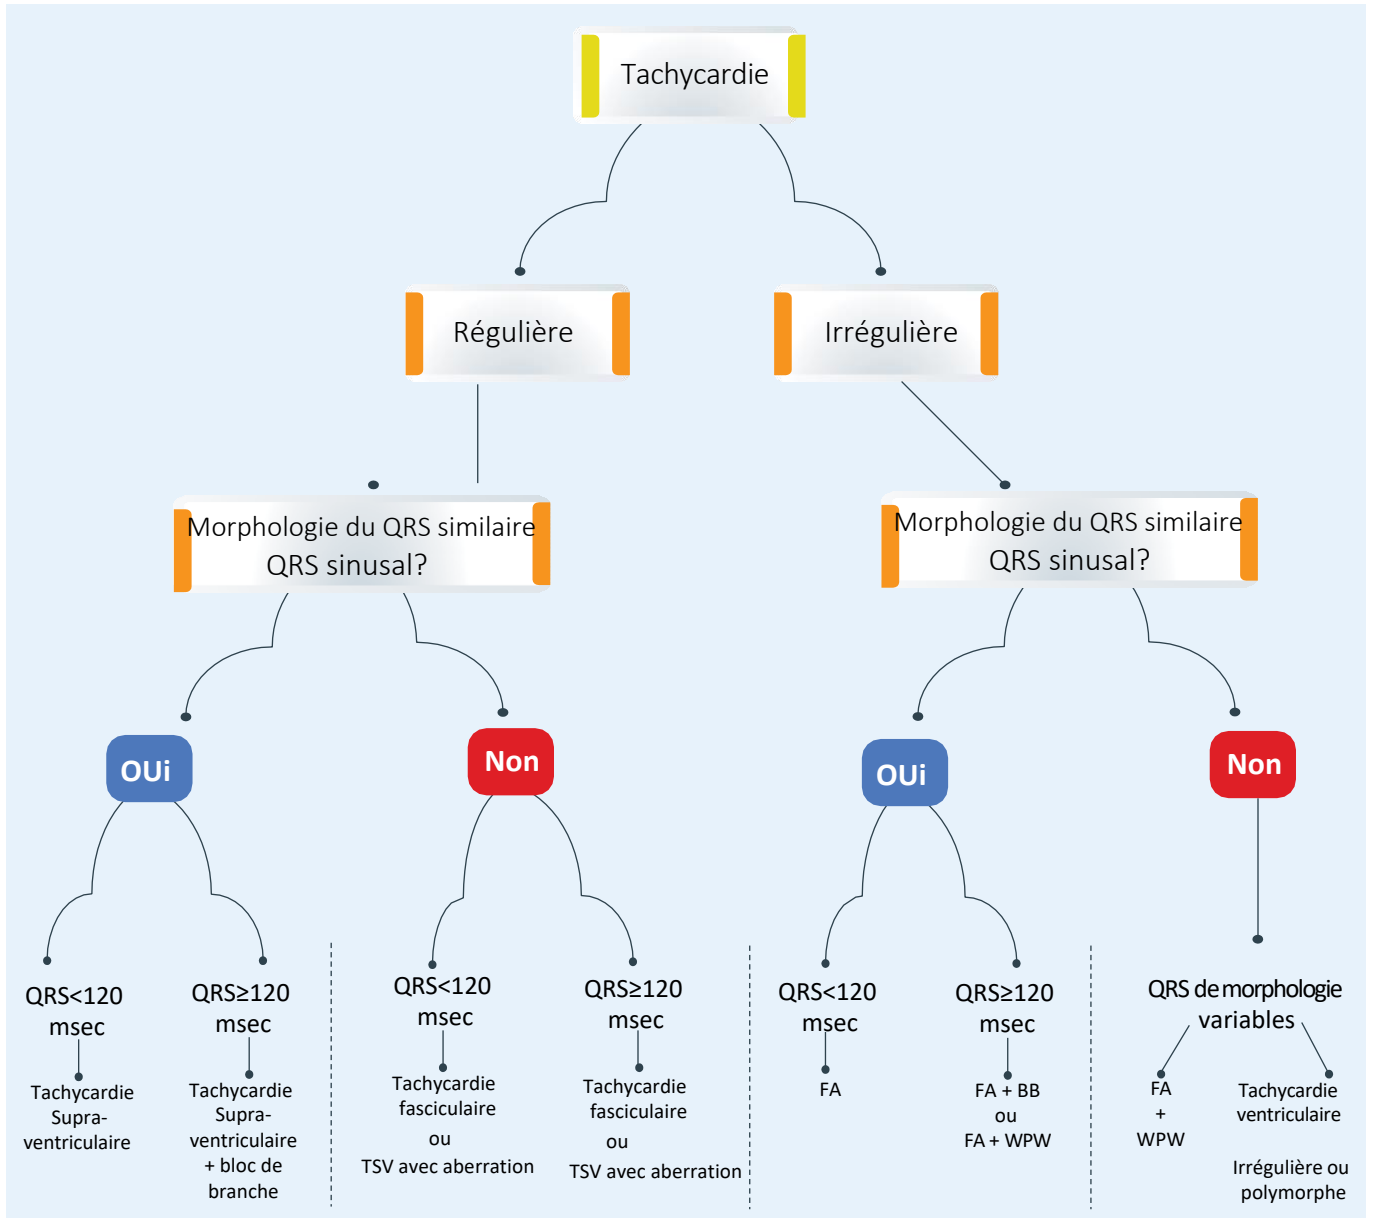 Tachycardie
Régulière
Irrégulière
Morphologie du QRS similaire
QRS sinusal?
Morphologie du QRS similaire
QRS sinusal?
OUi
Non
OUi
Non
QRS<120
msec
QRS≥120
msec
QRS<120
msec
QRS≥120
msec
QRS<120
msec
QRS≥120
msec
QRS de morphologie
variables
Tachycardie
Supra-
ventriculaire
Tachycardie
Supra-
ventriculaire
+ bloc de
branche
Tachycardie
fasciculaire
ou
TSV avec aberration
Tachycardie
fasciculaire
ou
TSV avec aberration
FA
FA + BB
ou
FA + WPW
FA
+
WPW
Tachycardie
ventriculaire
Irrégulière ou
polymorphe